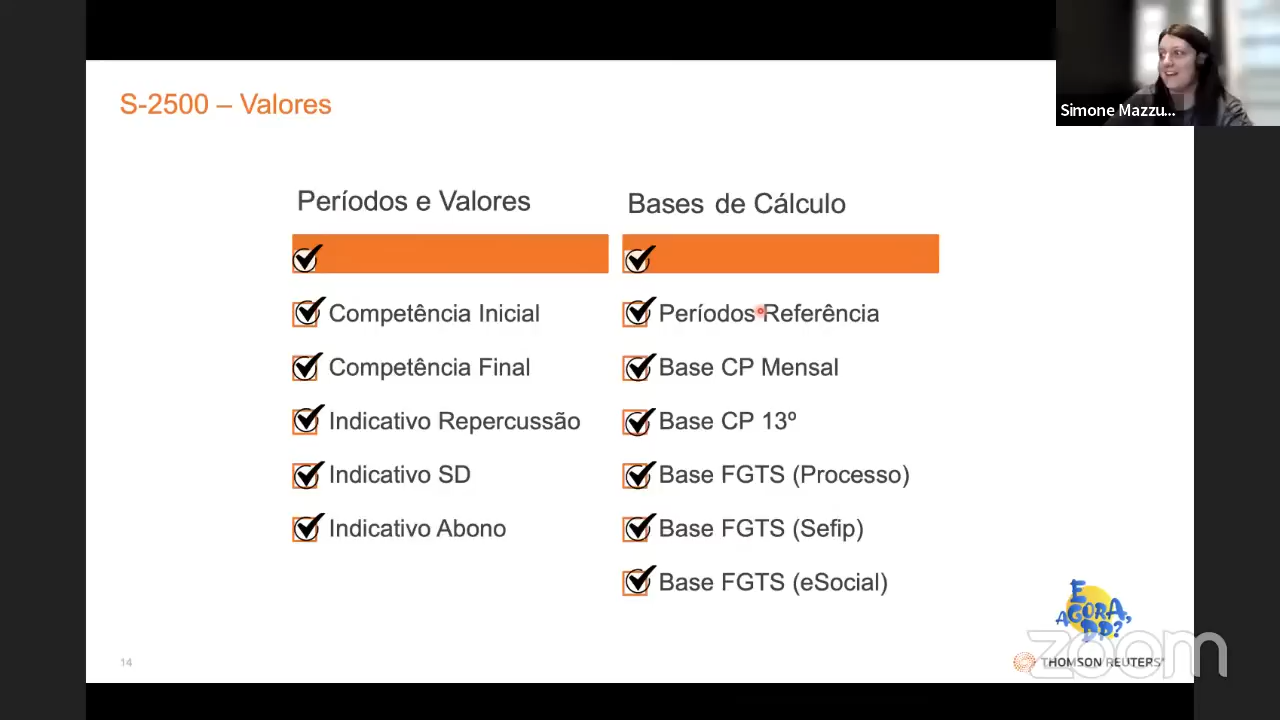 Simone Mazzu...
S-2500 – Valores
Períodos e Valores
Competência Inicial
Competência Final
Indicativo Repercussão
Indicativo SD
Indicativo Abono
Bases de Cálculo
Períodos Referência
Base CP Mensal
Base CP 13º
Base FGTS (Processo)
Base FGTS (Sefip)
Base FGTS (eSocial)
E
AGORA,
DP?
zoom
14
THOMSON REUTERS®